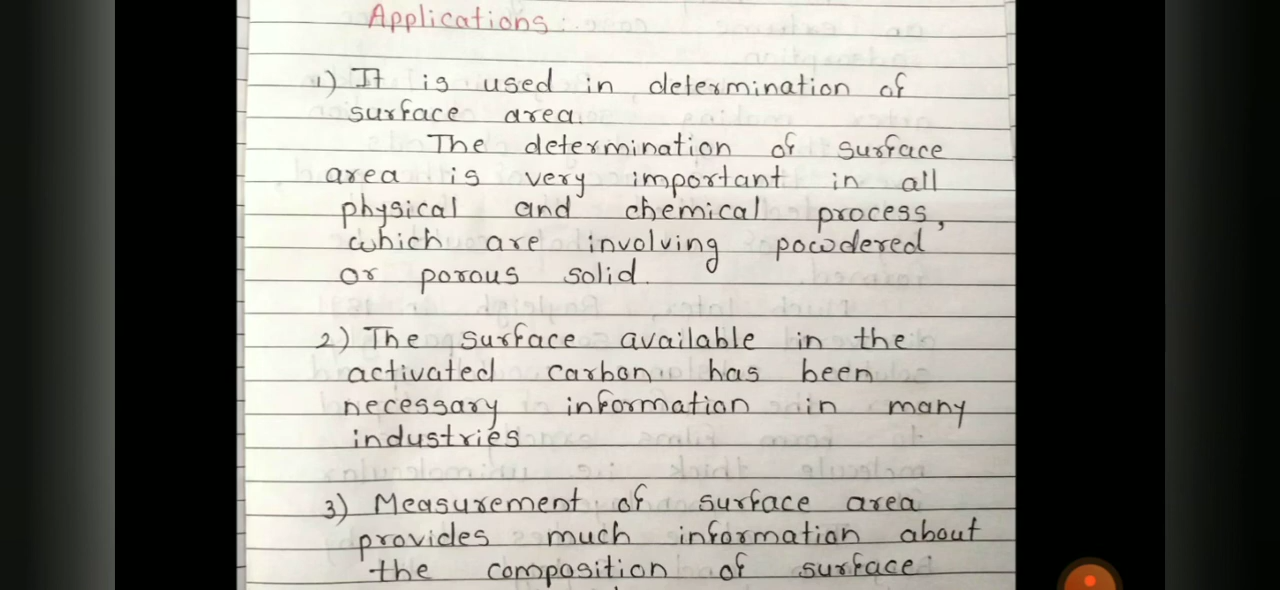 Applications.
1) It is used in determination of
surface area.
The determination of surface
area is very important in all
physical and chemical process,
which are involving powdered
or porous solid.
2) The surface available in the
activated carbon has been
necessary information in many
industries
3) Measurement of surface area
provides much information about
the composition of surface